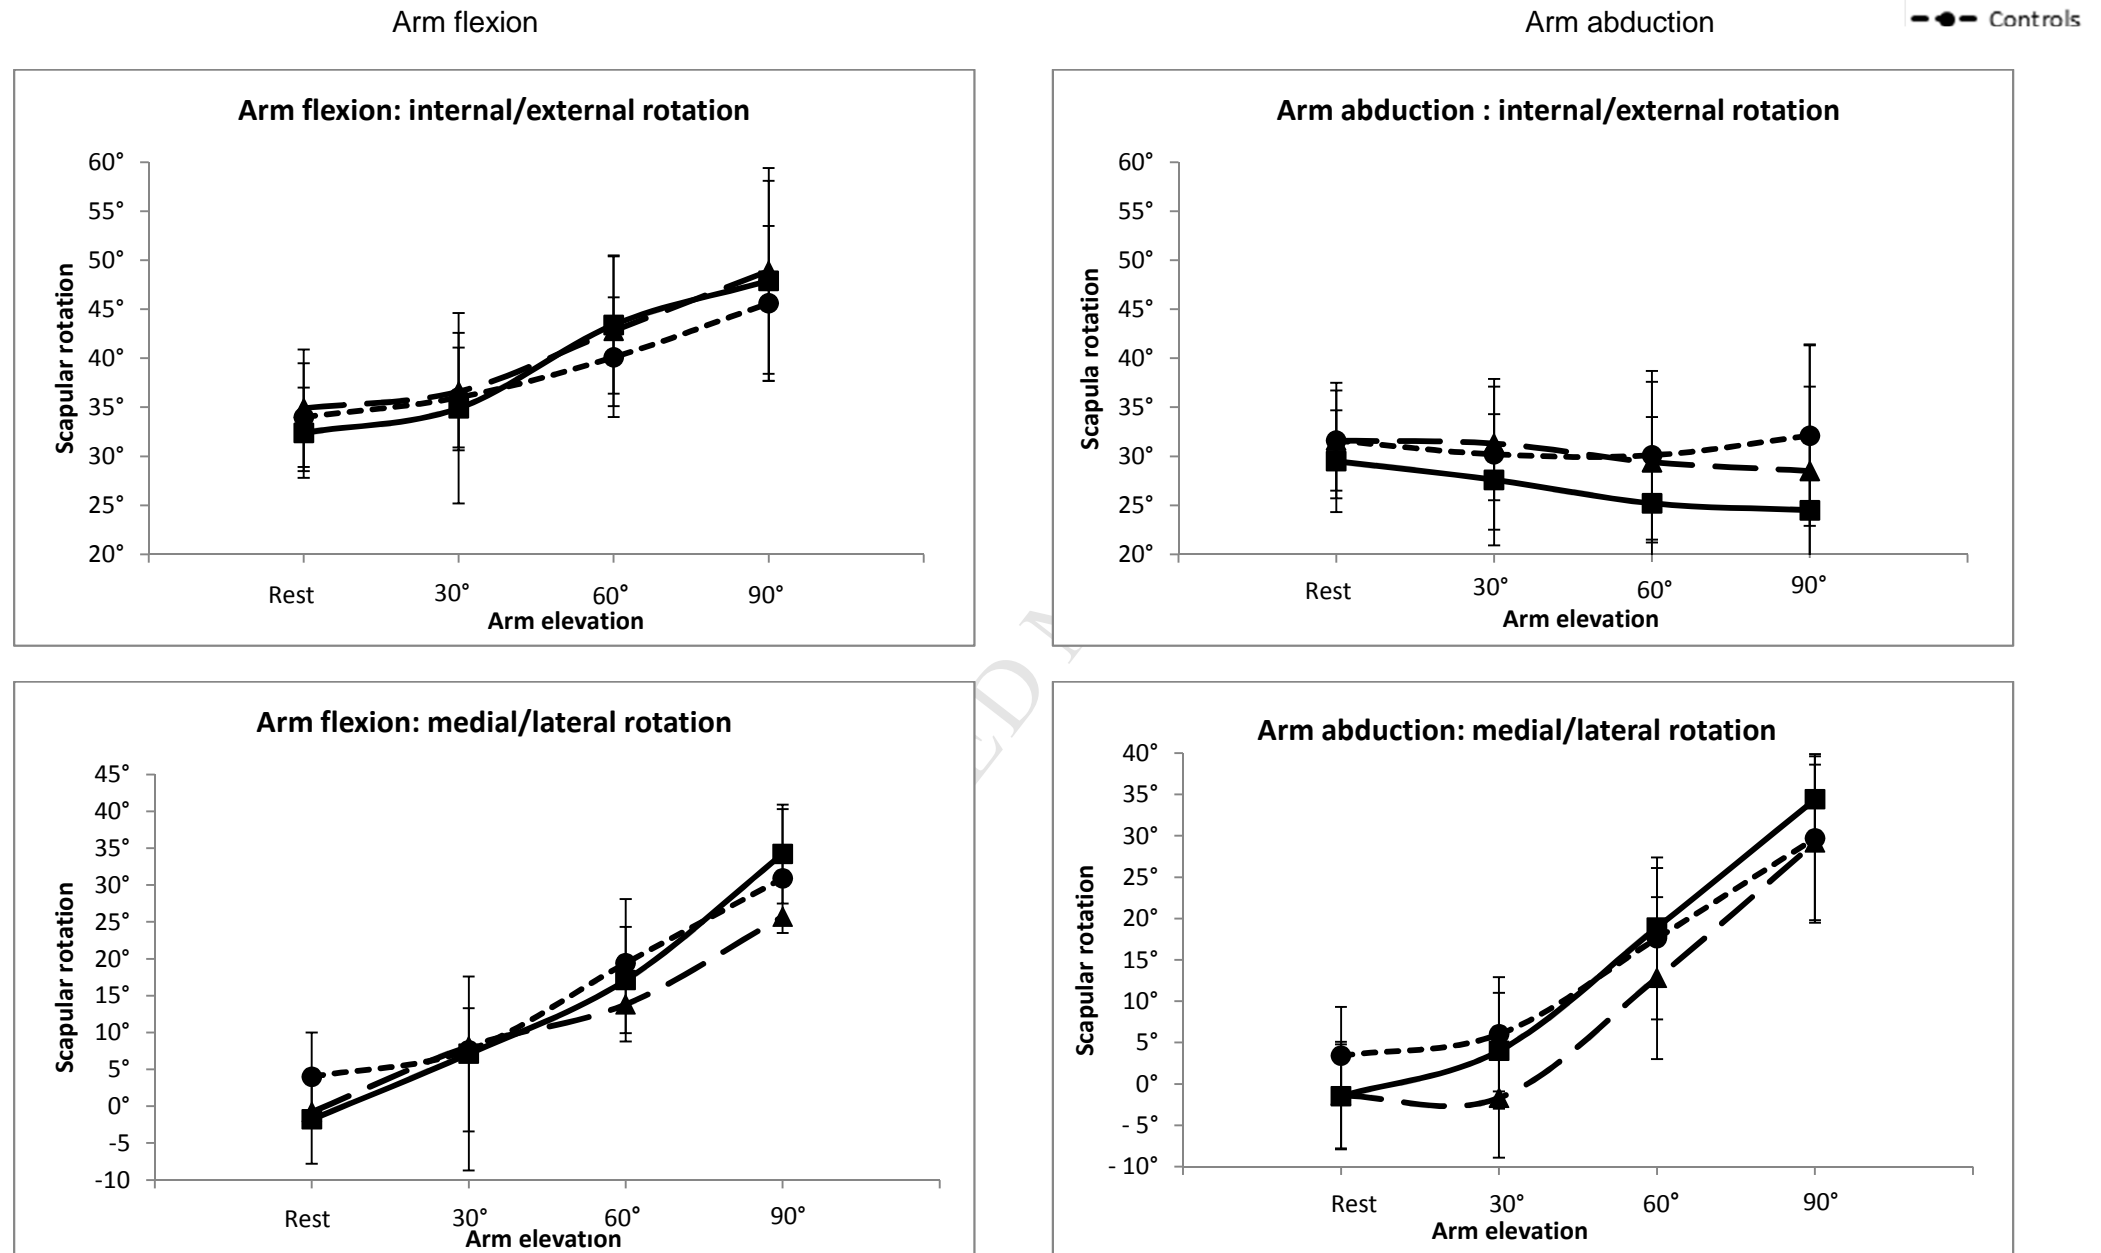 Arm flexion
Arm abduction
Controls
Arm flexion: internal/external rotation
60°
55°
50°
45°
40°
35°
30°
25°
20°
Scapular rotation
Rest 30° 60° 90°
Arm elevation
Arm abduction : internal/external rotation
60°
55°
50°
45°
40°
35°
30°
25°
20°
Scapula rotation
Rest 30° 60° 90°
Arm elevation
Arm flexion: medial/lateral rotation
45°
40°
35°
30°
25°
20°
15°
10°
5°
0°
-5
-10
Scapular rotation
Rest 30° 60° 90°
Arm elevation
Arm abduction: medial/lateral rotation
40°
35°
30°
25°
20°
15°
10°
5°
0°
- 5°
- 10°
Scapular rotation
Rest 30° 60° 90°
Arm elevation